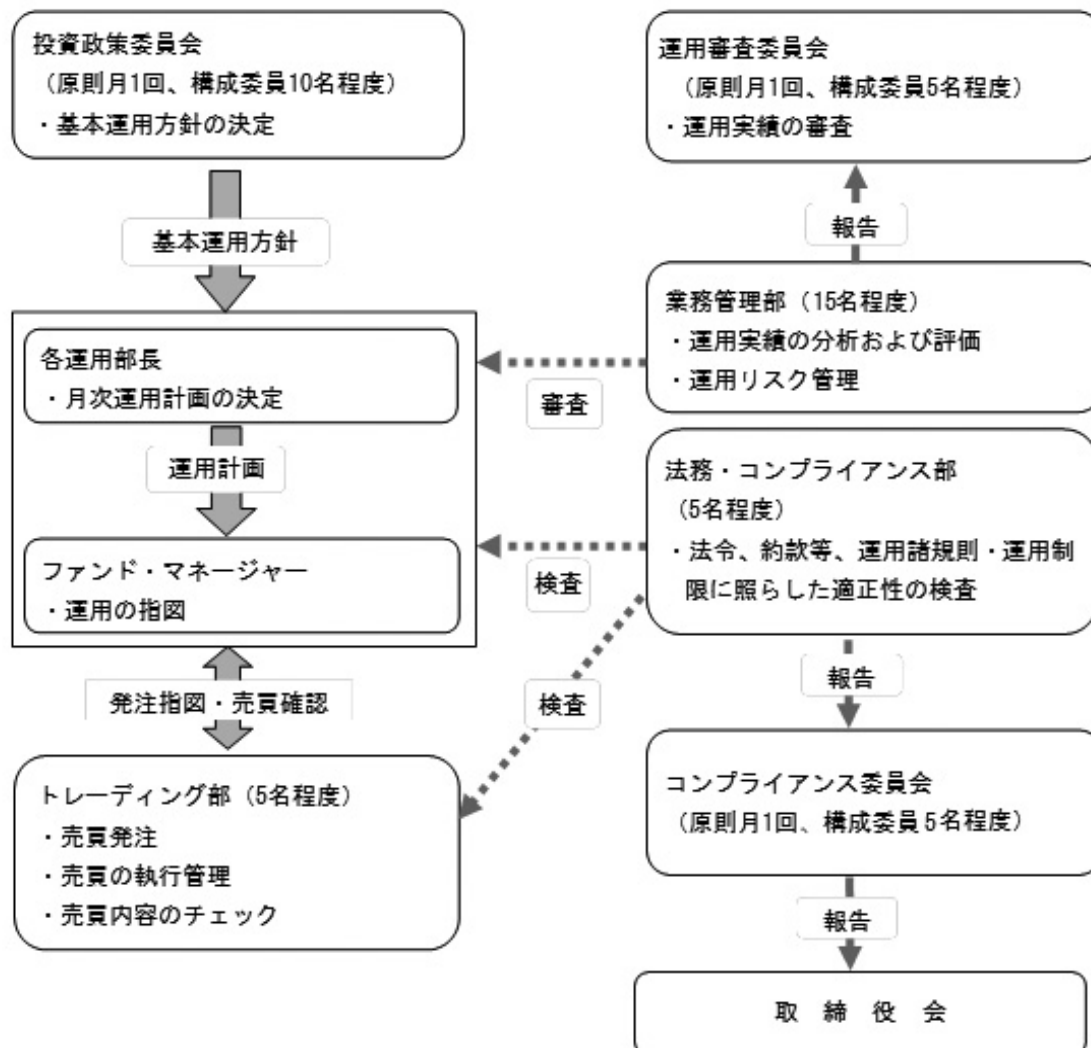 投資政策委員会
（原則月1回、構成委員10名程度）
・基本運用方針の決定
基本運用方針
各運用部長
・月次運用計画の決定
運用計画
ファンド・マネージャー
・運用の指図
発注指図・売買確認
トレーディング部（5名程度）
・売買発注
・売買の執行管理
・売買内容のチェック
運用審査委員会
（原則月1回、構成委員5名程度）
・運用実績の審査
報告
業務管理部（15名程度）
・運用実績の分析および評価
・運用リスク管理
審査
法務・コンプライアンス部
（5名程度）
・法令、約款等、運用諸規則・運用制
限に照らした適正性の検査
検査
検査
報告
コンプライアンス委員会
（原則月1回、構成委員5名程度）
報告
取 締 役 会